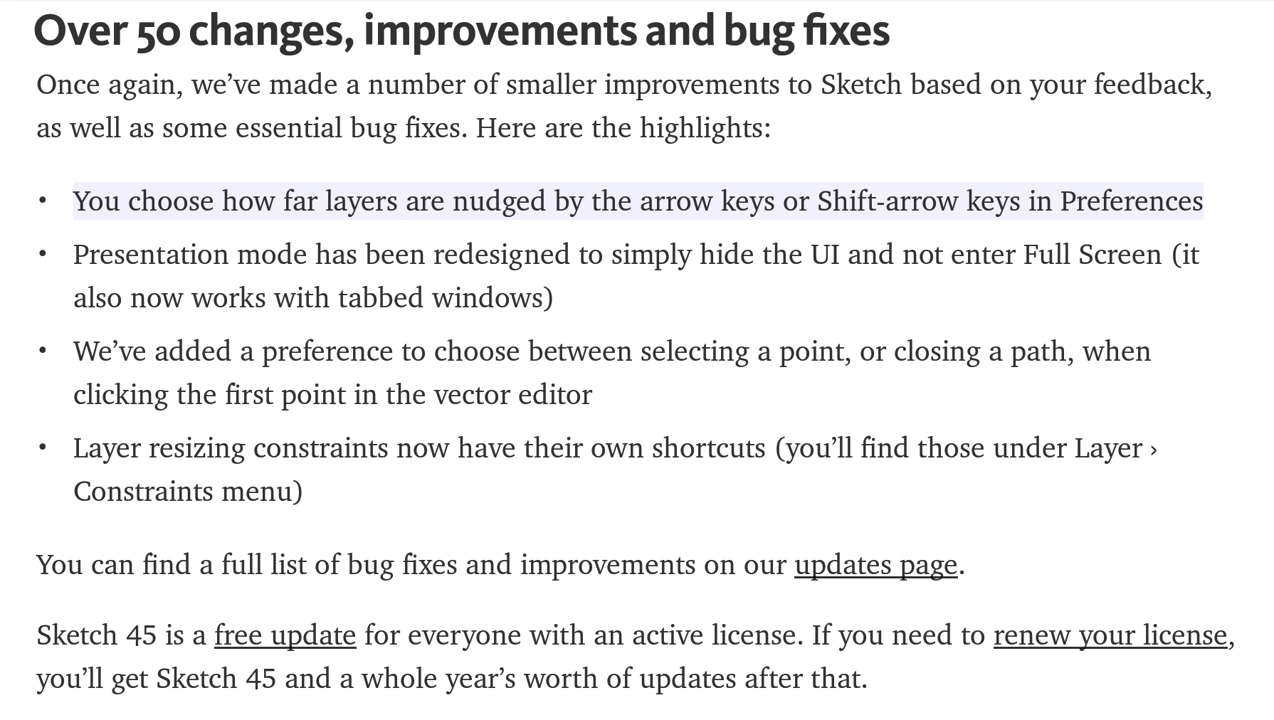 Over 50 changes, improvements and bug fixes
Once again, we’ve made a number of smaller improvements to Sketch based on your feedback,
as well as some essential bug fixes. Here are the highlights:
• You choose how far layers are nudged by the arrow keys or Shift-arrow keys in Preferences
• Presentation mode has been redesigned to simply hide the UI and not enter Full Screen (it
also now works with tabbed windows)
• We’ve added a preference to choose between selecting a point, or closing a path, when
clicking the first point in the vector editor
• Layer resizing constraints now have their own shortcuts (you’ll find those under Layer ›
Constraints menu)
You can find a full list of bug fixes and improvements on our updates page.
Sketch 45 is a free update for everyone with an active license. If you need to renew your license,
you’ll get Sketch 45 and a whole year’s worth of updates after that.